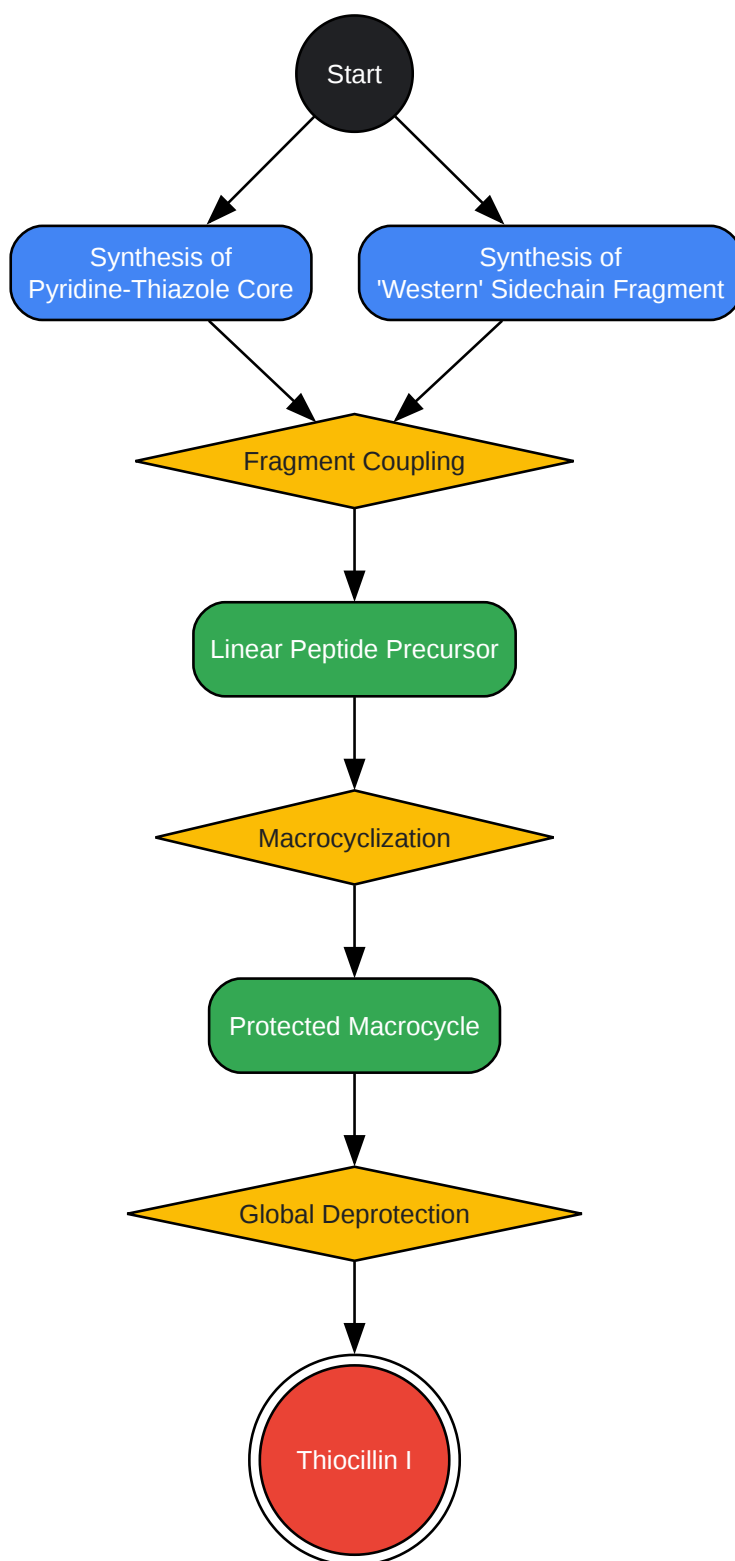 Start
Synthesis of
Pyridine-Thiazole Core
Synthesis of
'Western' Sidechain Fragment
Fragment Coupling
Linear Peptide Precursor
Macrocyclization
Protected Macrocycle
Global Deprotection
Thiocillin I